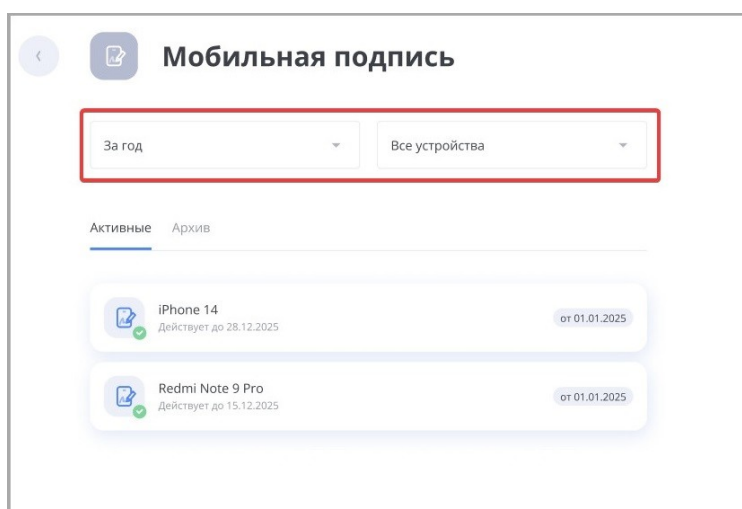 Мобильная подпись
За год
Все устройства
Активные
Архив
iPhone 14
Действует до 28.12.2025
от 01.01.2025
Redmi Note 9 Pro
Действует до 15.12.2025
от 01.01.2025